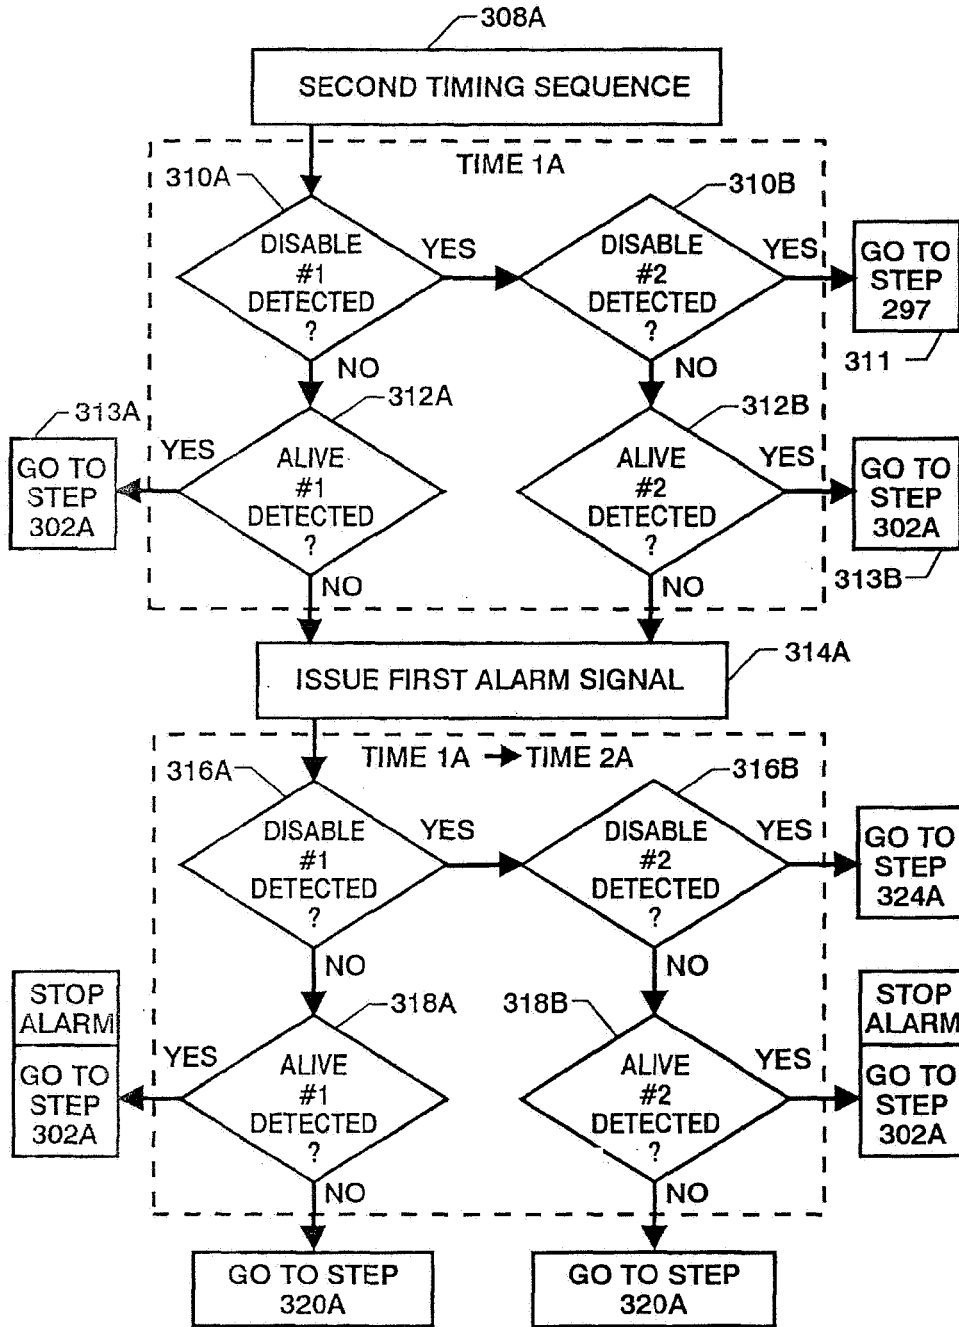 308A
SECOND TIMING SEQUENCE
TIME 1A
310A
310B
DISABLE
#1
DETECTED
?
YES
DISABLE
#2
DETECTED
?
YES
GO TO
STEP
297
311
NO
NO
313A
312A
312B
YES
GO TO
STEP
302A
ALIVE
#1
DETECTED
?
ALIVE
#2
DETECTED
?
YES
GO TO
STEP
302A
313B
NO
NO
314A
ISSUE FIRST ALARM SIGNAL
TIME 1A → TIME 2A
316A
316B
DISABLE
#1
DETECTED
?
YES
DISABLE
#2
DETECTED
?
YES
GO TO
STEP
324A
NO
NO
318A
318B
STOP
ALARM
GO TO
STEP
302A
YES
ALIVE
#1
DETECTED
?
ALIVE
#2
DETECTED
?
YES
STOP
ALARM
GO TO
STEP
302A
NO
NO
GO TO STEP
320A
GO TO STEP
320A